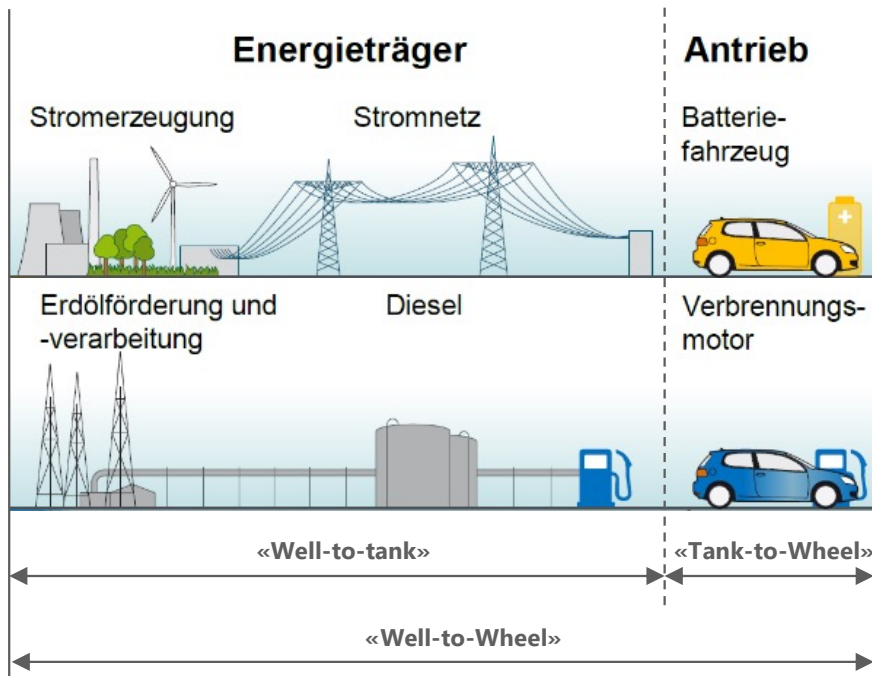 Energieträger
Antrieb
Stromerzeugung
Stromnetz
Batterie-
fahrzeug
+
Erdölförderung und
-verarbeitung
Diesel
Verbrennungs-
motor
«Well-to-tank»
«Tank-to-Wheel»
«Well-to-Wheel»